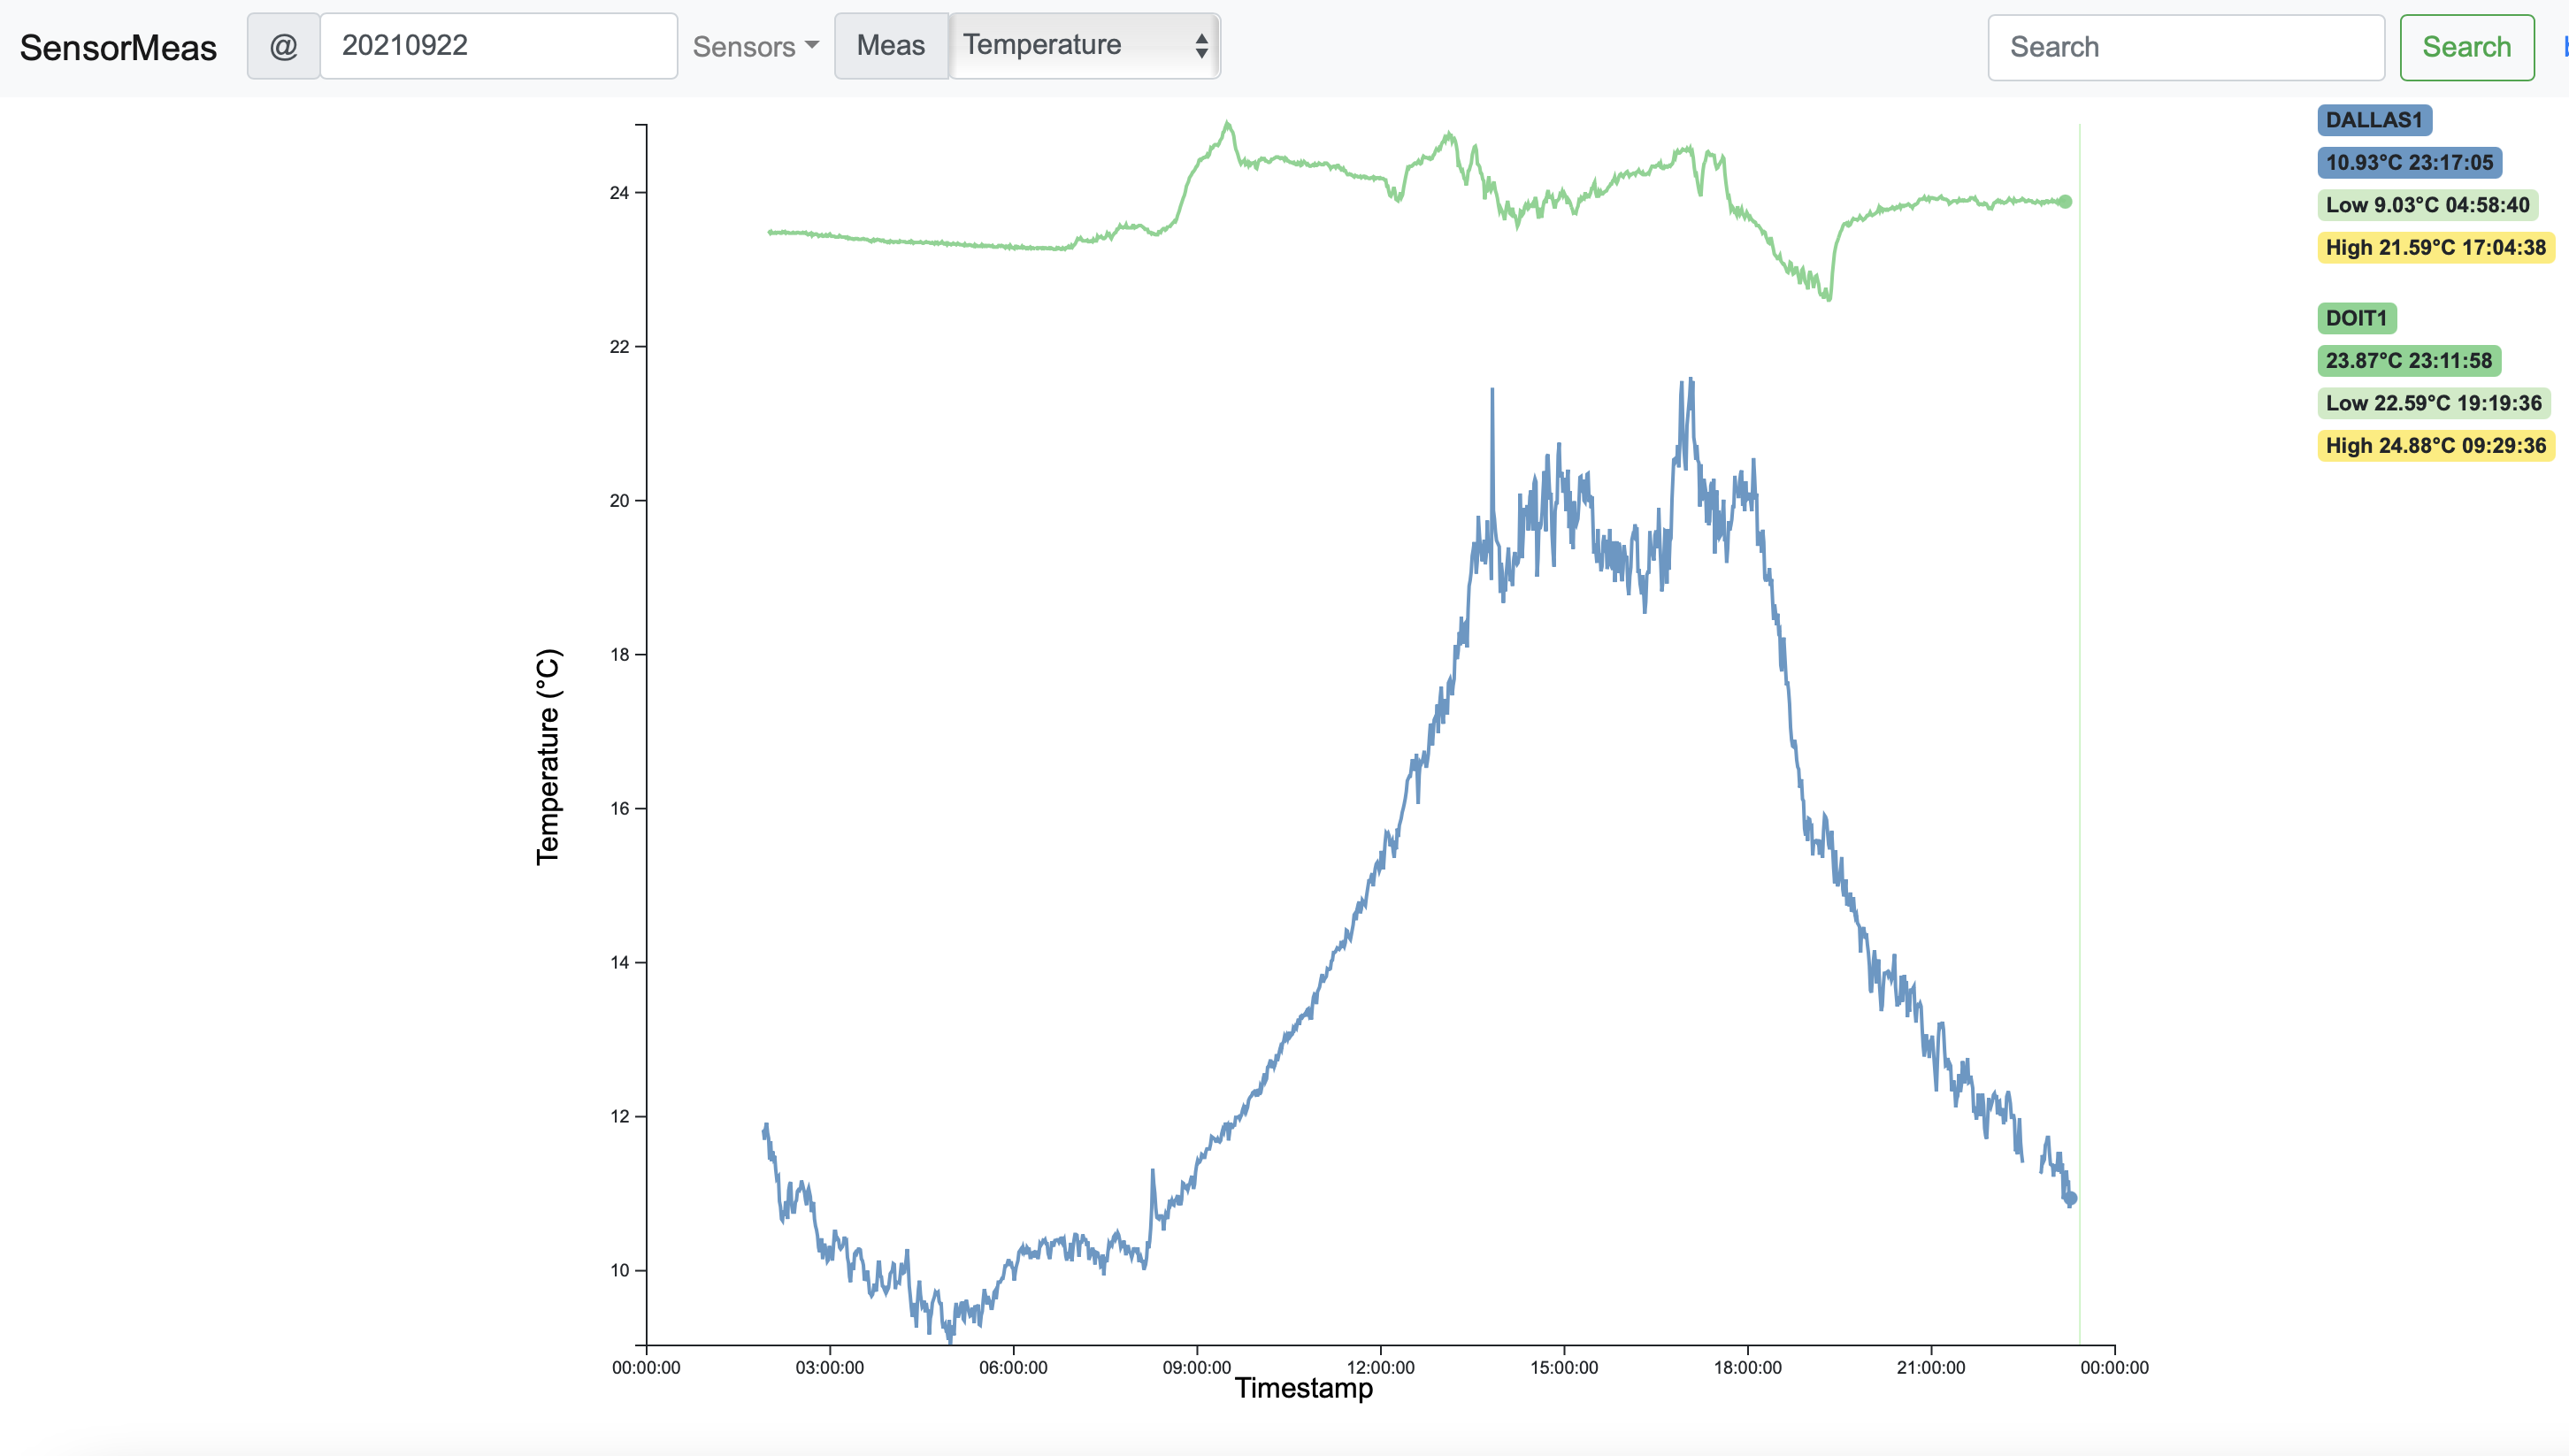 SensorMeas @ 20210922 Sensors Meas Temperature Search Search
DALLAS1
10.93°C 23:17:05
Low 9.03°C 04:58:40
High 21.59°C 17:04:38
DOIT1
23.87°C 23:11:58
Low 22.59°C 19:19:36
High 24.88°C 09:29:36
24
22
20
18
16
14
12
10
Temperature (°C)
00:00:00 03:00:00 06:00:00 09:00:00 12:00:00 15:00:00 18:00:00 21:00:00 00:00:00
Timestamp